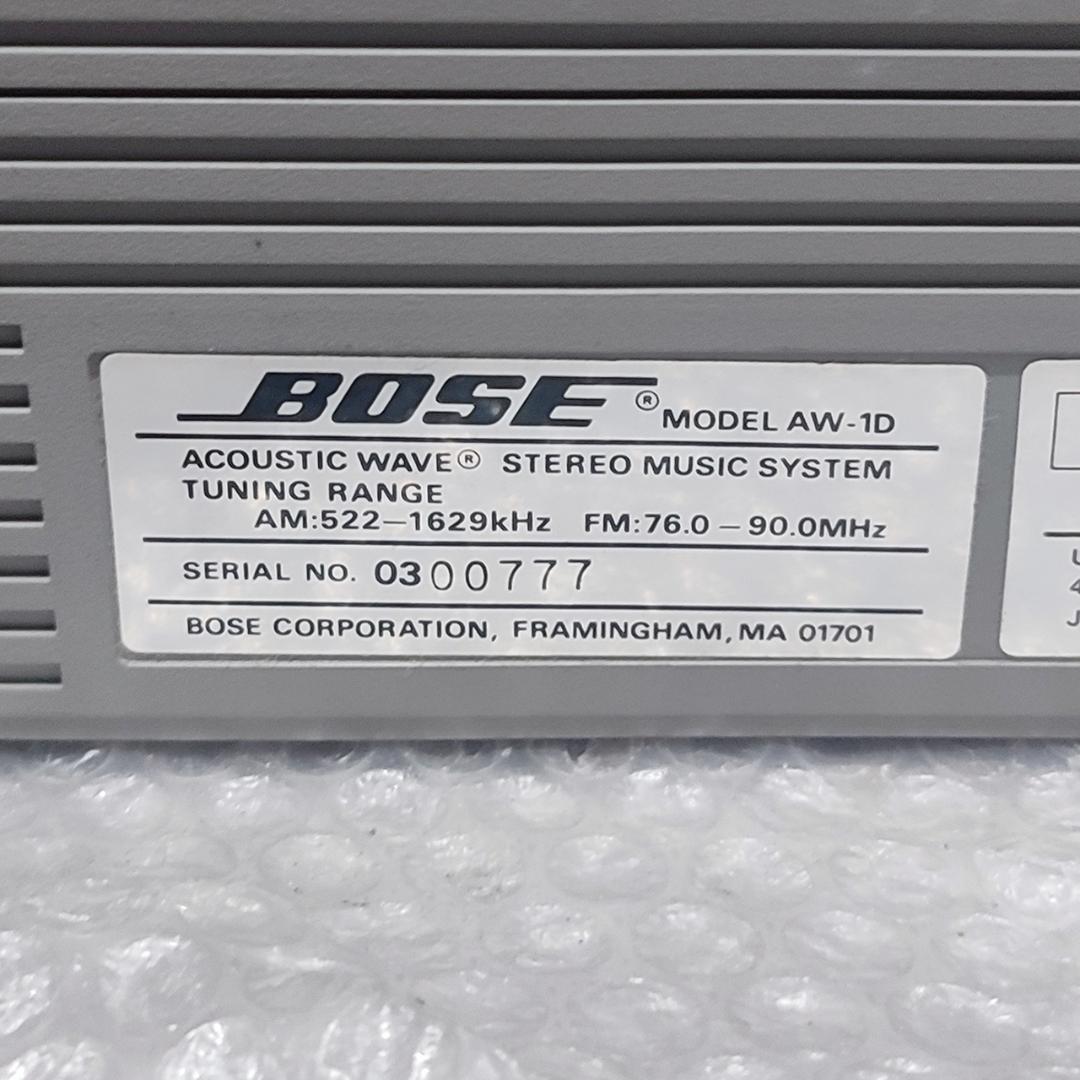 BOSE® MODEL AW-1D
ACOUSTIC WAVE® STEREO MUSIC SYSTEM
TUNING RANGE
AM:522—1629kHz FM:76.0 – 90.0MHz
SERIAL NO. 0300777
BOSE CORPORATION, FRAMINGHAM, MA 01701